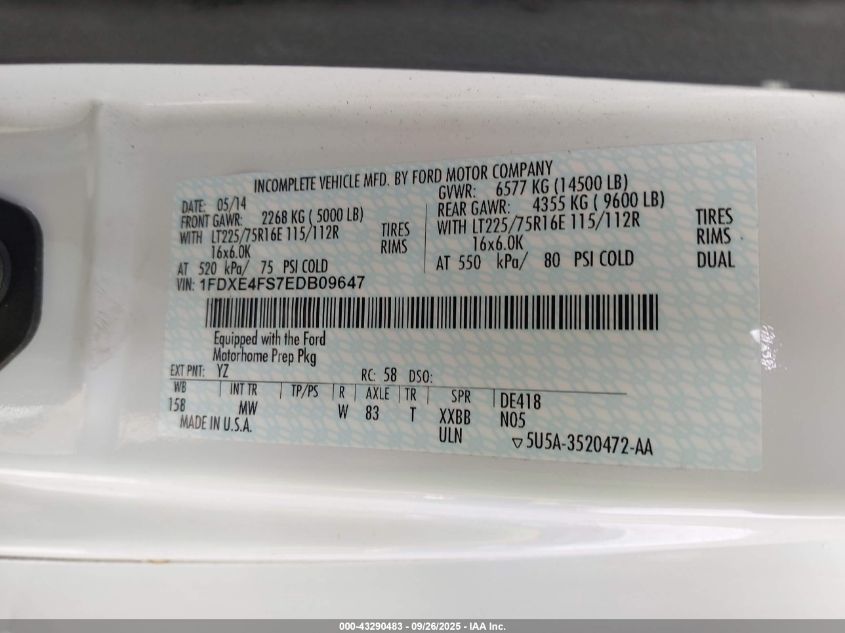 INCOMPLETE VEHICLE MFD. BY FORD MOTOR COMPANY
DATE: 05/14 GVWR: 6577 KG (14500 LB)
FRONT GAWR: 2268 KG ( 5000 LB) REAR GAWR: 4355 KG ( 9600 LB)
WITH LT225/75R16E 115/112R TIRES WITH LT225/75R16E 115/112R TIRES
16x6.0K RIMS 16x6.0K RIMS
AT 520 kPa/ 75 PSI COLD AT 550 kPa/ 80 PSI COLD DUAL
VIN: 1FDXE4FS7EDB09647
Equipped with the Ford
Motorhome Prep Pkg
EXT PNT: YZ RC: 58 DSO:
WB INT TR TP/PS R AXLE TR SPR DE418
158 MW W 83 T XXBB N05
MADE IN U.S.A. ULN ▽5U5A-3520472-AA
000-43290483 - 09/26/2025 - IAA Inc.